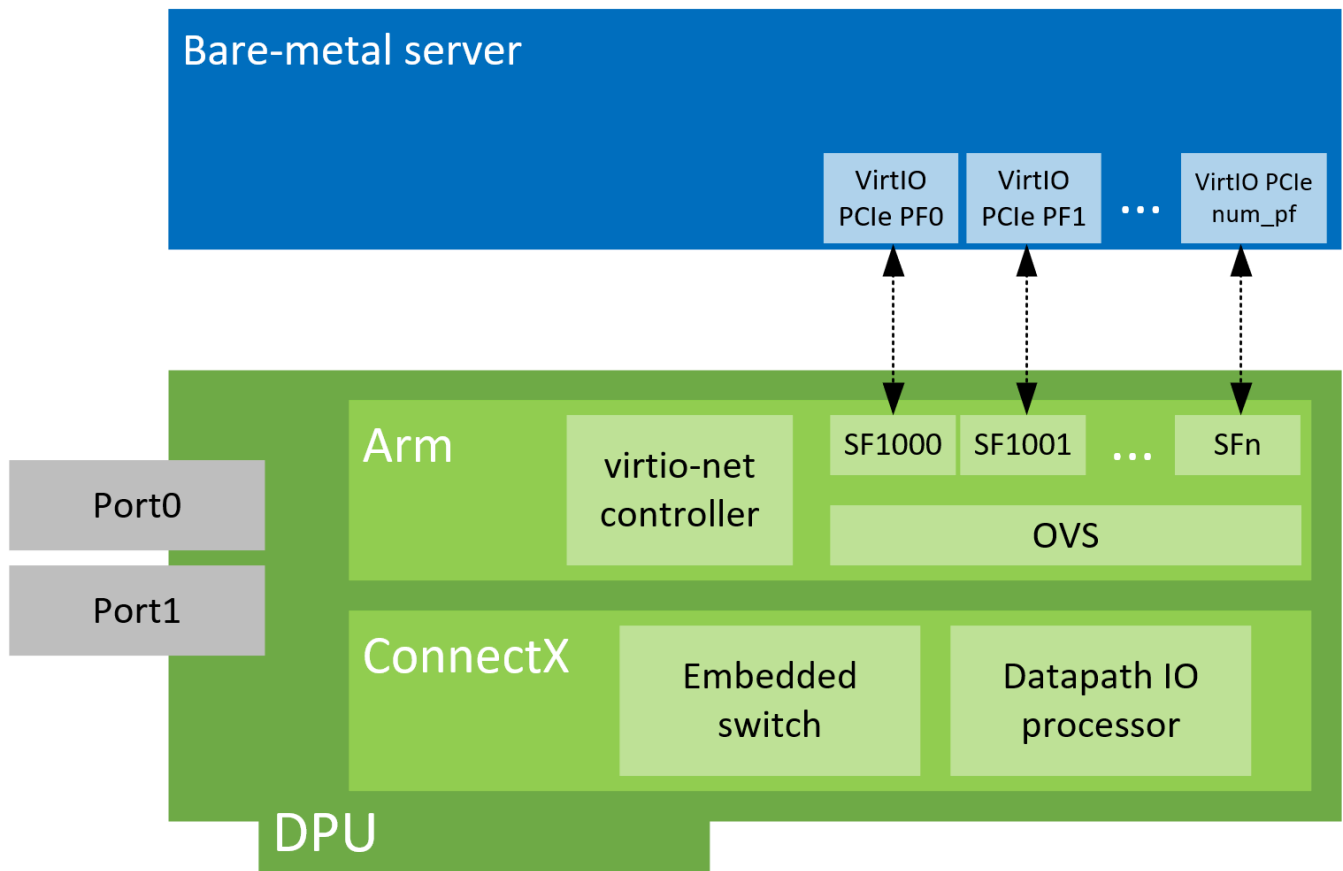 Bare-metal server
VirtIO
PCIe PF0
VirtIO
PCIe PF1
...
VirtIO PCIe
num_pf
Arm
virtio-net
controller
SF1000
SF1001
...
SFn
OVS
Port0
Port1
ConnectX
Embedded
switch
Datapath IO
processor
DPU